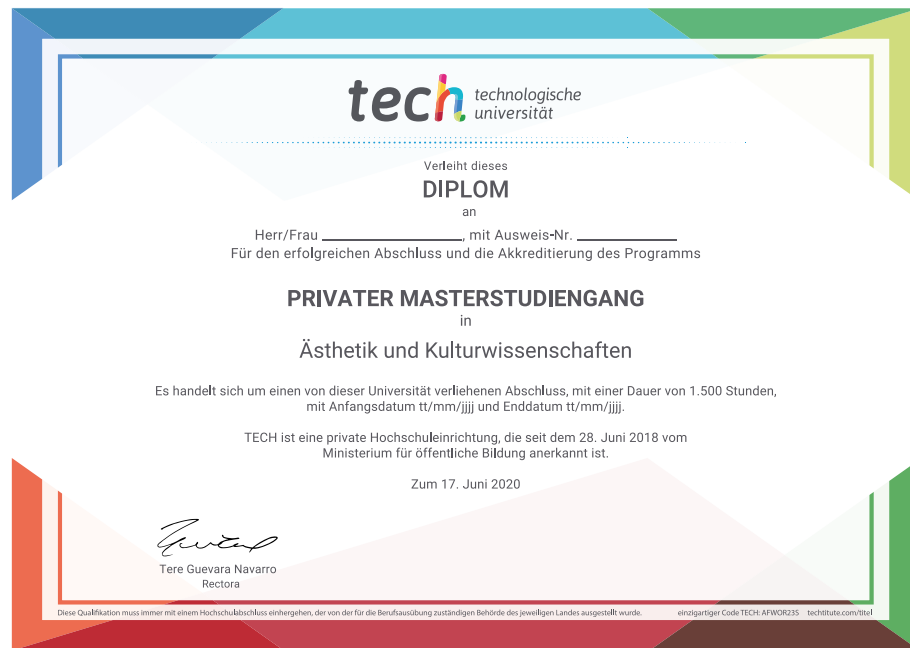 tech technologische
universität
Verleiht dieses
DIPLOM
an
Herr/Frau ____________, mit Ausweis-Nr. ____________
Für den erfolgreichen Abschluss und die Akkreditierung des Programms
PRIVATER MASTERSTUDIENGANG
in
Ästhetik und Kulturwissenschaften
Es handelt sich um einen von dieser Universität verliehenen Abschluss, mit einer Dauer von 1.500 Stunden,
mit Anfangsdatum tt/mm/jjjj und Enddatum tt/mm/jjjj.
TECH ist eine private Hochschuleinrichtung, die seit dem 28. Juni 2018 vom
Ministerium für öffentliche Bildung anerkannt ist.
Zum 17. Juni 2020
Tere Guevara Navarro
Rectora
Diese Qualifikation muss immer mit einem Hochschulabschluss einhergehen, der von der für die Berufsausübung zuständigen Behörde des jeweiligen Landes ausgestellt wurde. einzigartiger Code TECH: AFWOR23S techtitute.com/titel